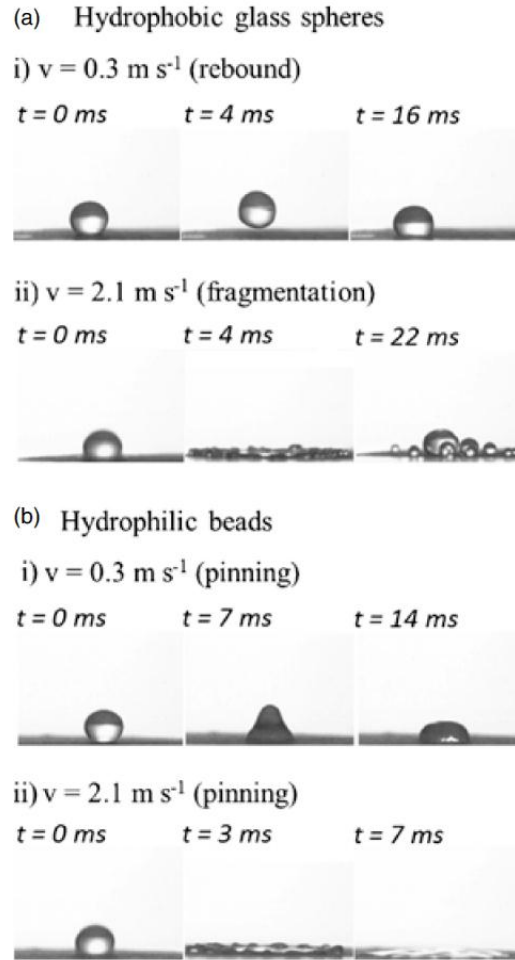 (a) Hydrophobic glass spheres
i) v = 0.3 m s⁻¹ (rebound)
t = 0 ms t = 4 ms t = 16 ms
ii) v = 2.1 m s⁻¹ (fragmentation)
t = 0 ms t = 4 ms t = 22 ms
(b) Hydrophilic beads
i) v = 0.3 m s⁻¹ (pinning)
t = 0 ms t = 7 ms t = 14 ms
ii) v = 2.1 m s⁻¹ (pinning)
t = 0 ms t = 3 ms t = 7 ms